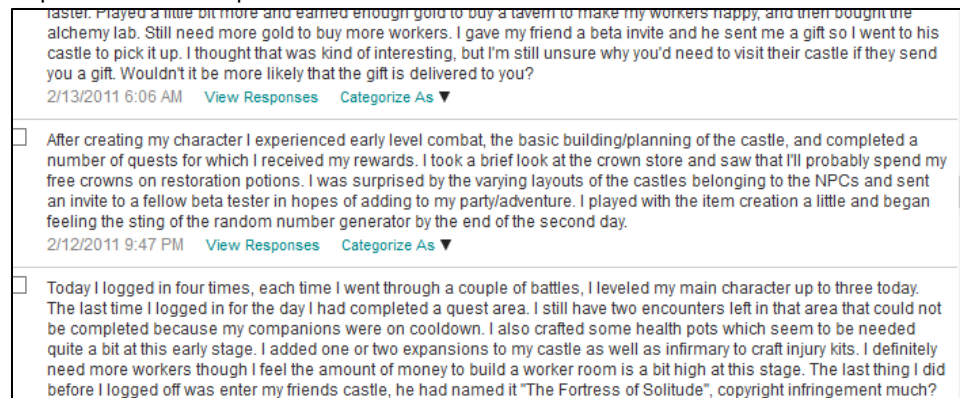 faster. Played a little bit more and earned enough gold to buy a tavern to make my workers happy, and then bought the
alchemy lab. Still need more gold to buy more workers. I gave my friend a beta invite and he sent me a gift so I went to his
castle to pick it up. I thought that was kind of interesting, but I'm still unsure why you'd need to visit their castle if they send
you a gift. Wouldn't it be more likely that the gift is delivered to you?
2/13/2011 6:06 AM View Responses Categorize As ▼
After creating my character I experienced early level combat, the basic building/planning of the castle, and completed a
number of quests for which I received my rewards. I took a brief look at the crown store and saw that I'll probably spend my
free crowns on restoration potions. I was surprised by the varying layouts of the castles belonging to the NPCs and sent
an invite to a fellow beta tester in hopes of adding to my party/adventure. I played with the item creation a little and began
feeling the sting of the random number generator by the end of the second day.
2/12/2011 9:47 PM View Responses Categorize As ▼
Today I logged in four times, each time I went through a couple of battles, I leveled my main character up to three today.
The last time I logged in for the day I had completed a quest area. I still have two encounters left in that area that could not
be completed because my companions were on cooldown. I also crafted some health pots which seem to be needed
quite a bit at this early stage. I added one or two expansions to my castle as well as infirmary to craft injury kits. I definitely
need more workers though I feel the amount of money to build a worker room is a bit high at this stage. The last thing I did
before I logged off was enter my friends castle, he had named it "The Fortress of Solitude", copyright infringement much?